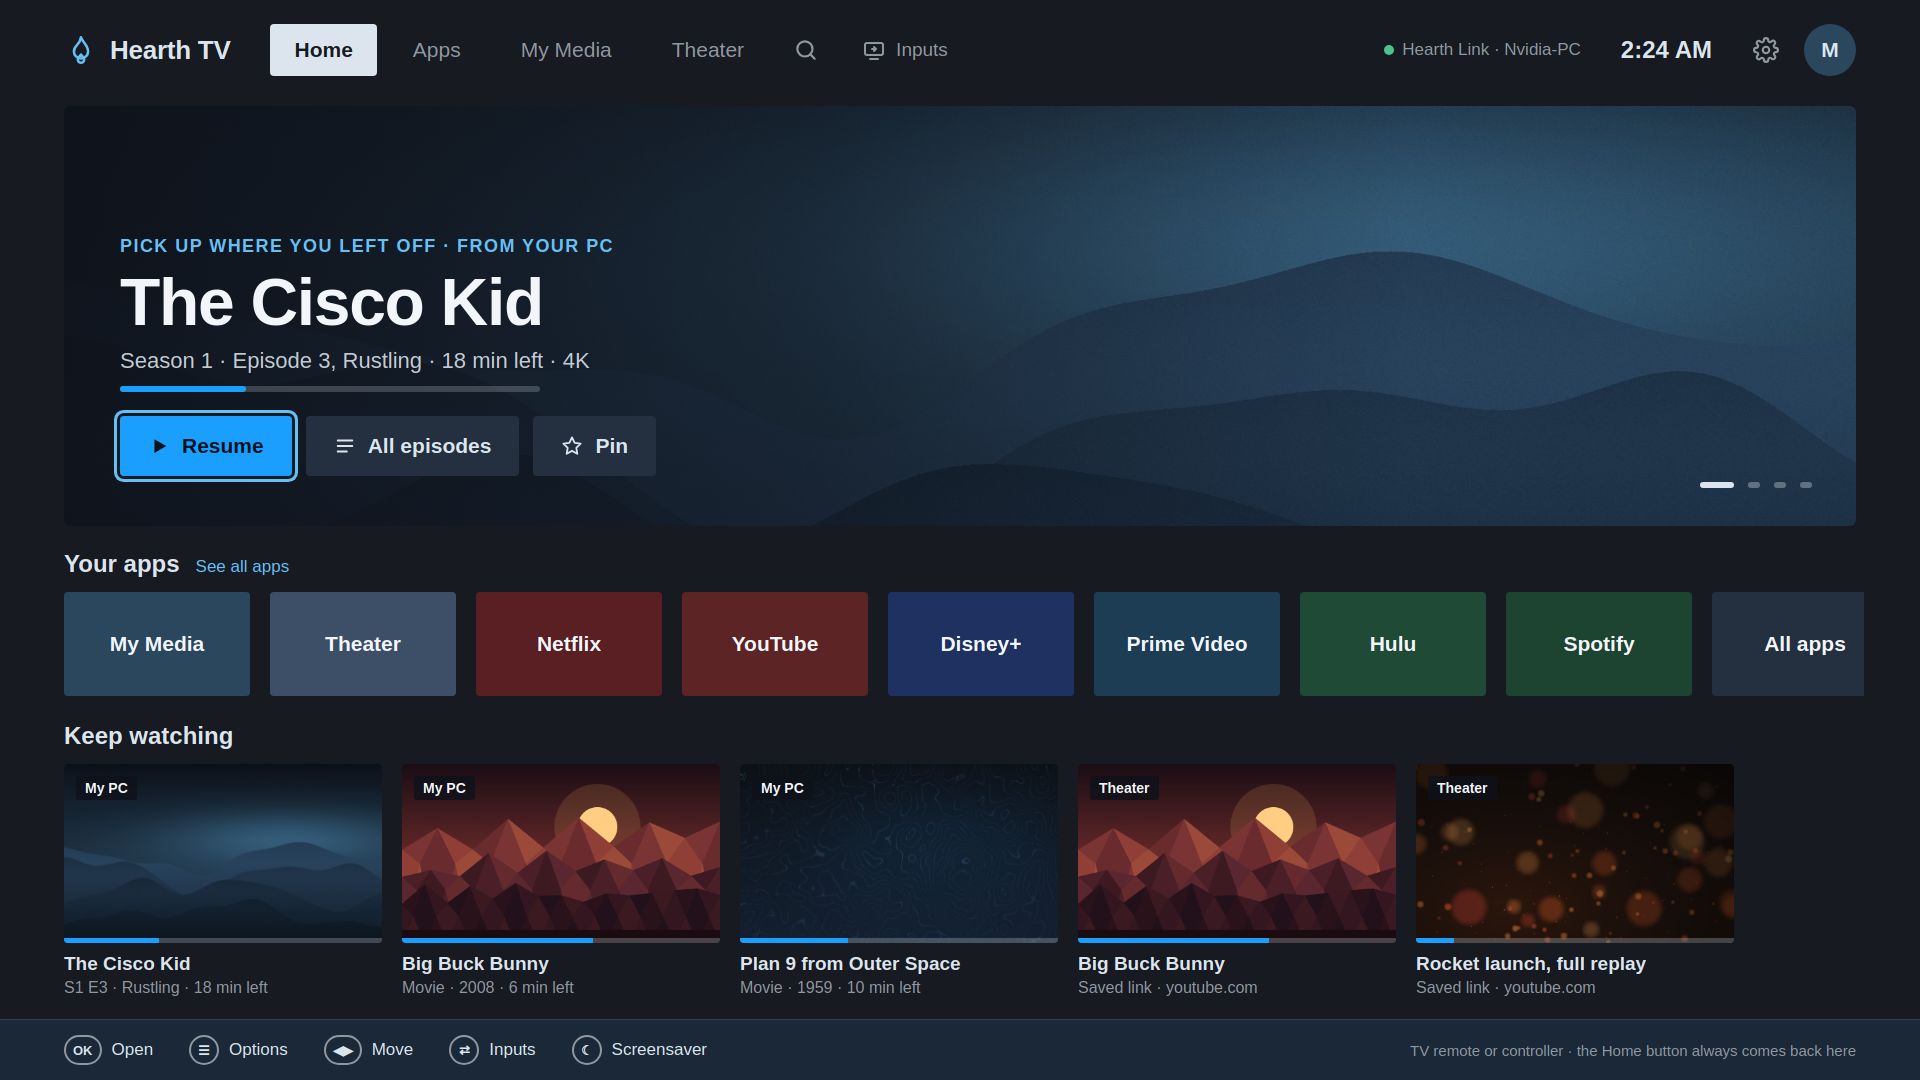 Hearth TV
Home
Apps
My Media
Theater
Inputs
Hearth Link · Nvidia-PC
2:24 AM
M
PICK UP WHERE YOU LEFT OFF · FROM YOUR PC
The Cisco Kid
Season 1 · Episode 3, Rustling · 18 min left · 4K
Resume
All episodes
Pin
Your apps
See all apps
My Media
Theater
Netflix
YouTube
Disney+
Prime Video
Hulu
Spotify
All apps
Keep watching
My PC
My PC
My PC
Theater
Theater
The Cisco Kid
S1 E3 · Rustling · 18 min left
Big Buck Bunny
Movie · 2008 · 6 min left
Plan 9 from Outer Space
Movie · 1959 · 10 min left
Big Buck Bunny
Saved link · youtube.com
Rocket launch, full replay
Saved link · youtube.com
OK Open
Options
Move
Inputs
Screensaver
TV remote or controller · the Home button always comes back here